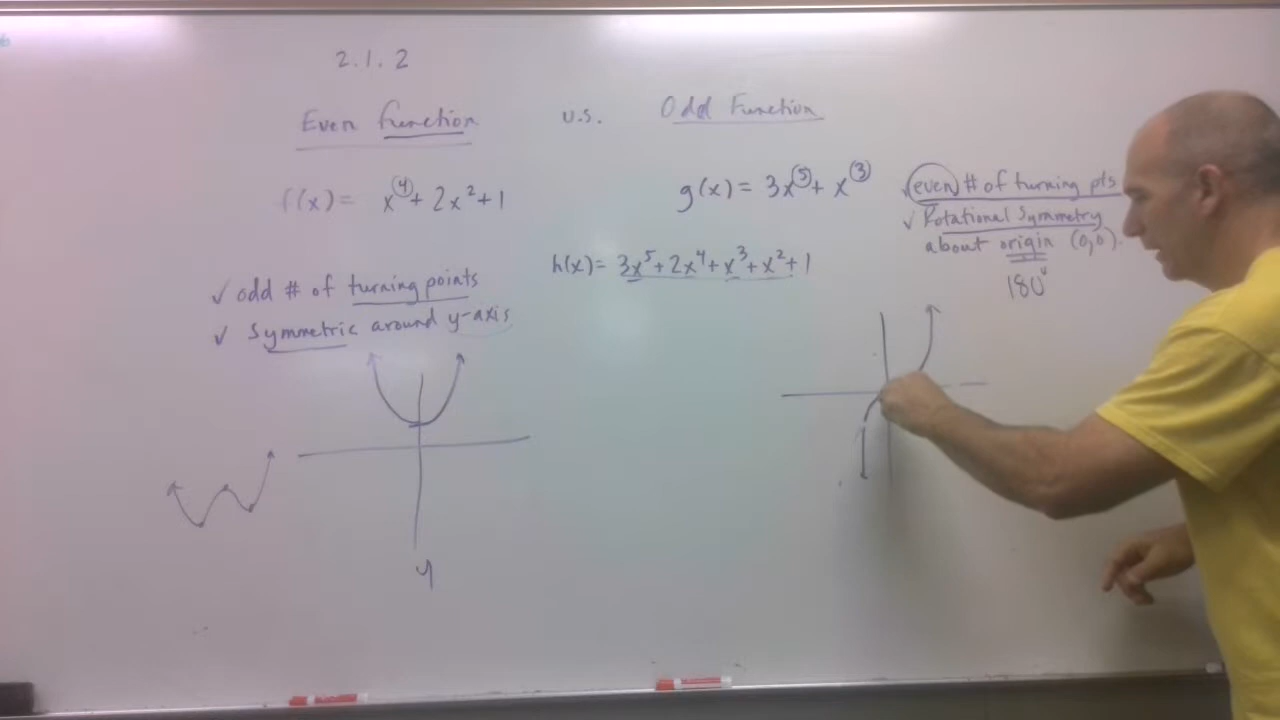 2.1.2
Even Function
v.s.
Odd Function
f(x) = x⁴ + 2x² + 1
g(x) = 3x⁵ + x³
✓ even # of turning pts
✓ Rotational Symmetry
about origin (0,0).
180°
h(x) = 3x⁵ + 2x⁴ + x³ + x² + 1
✓ odd # of turning points
✓ Symmetric around y-axis
y